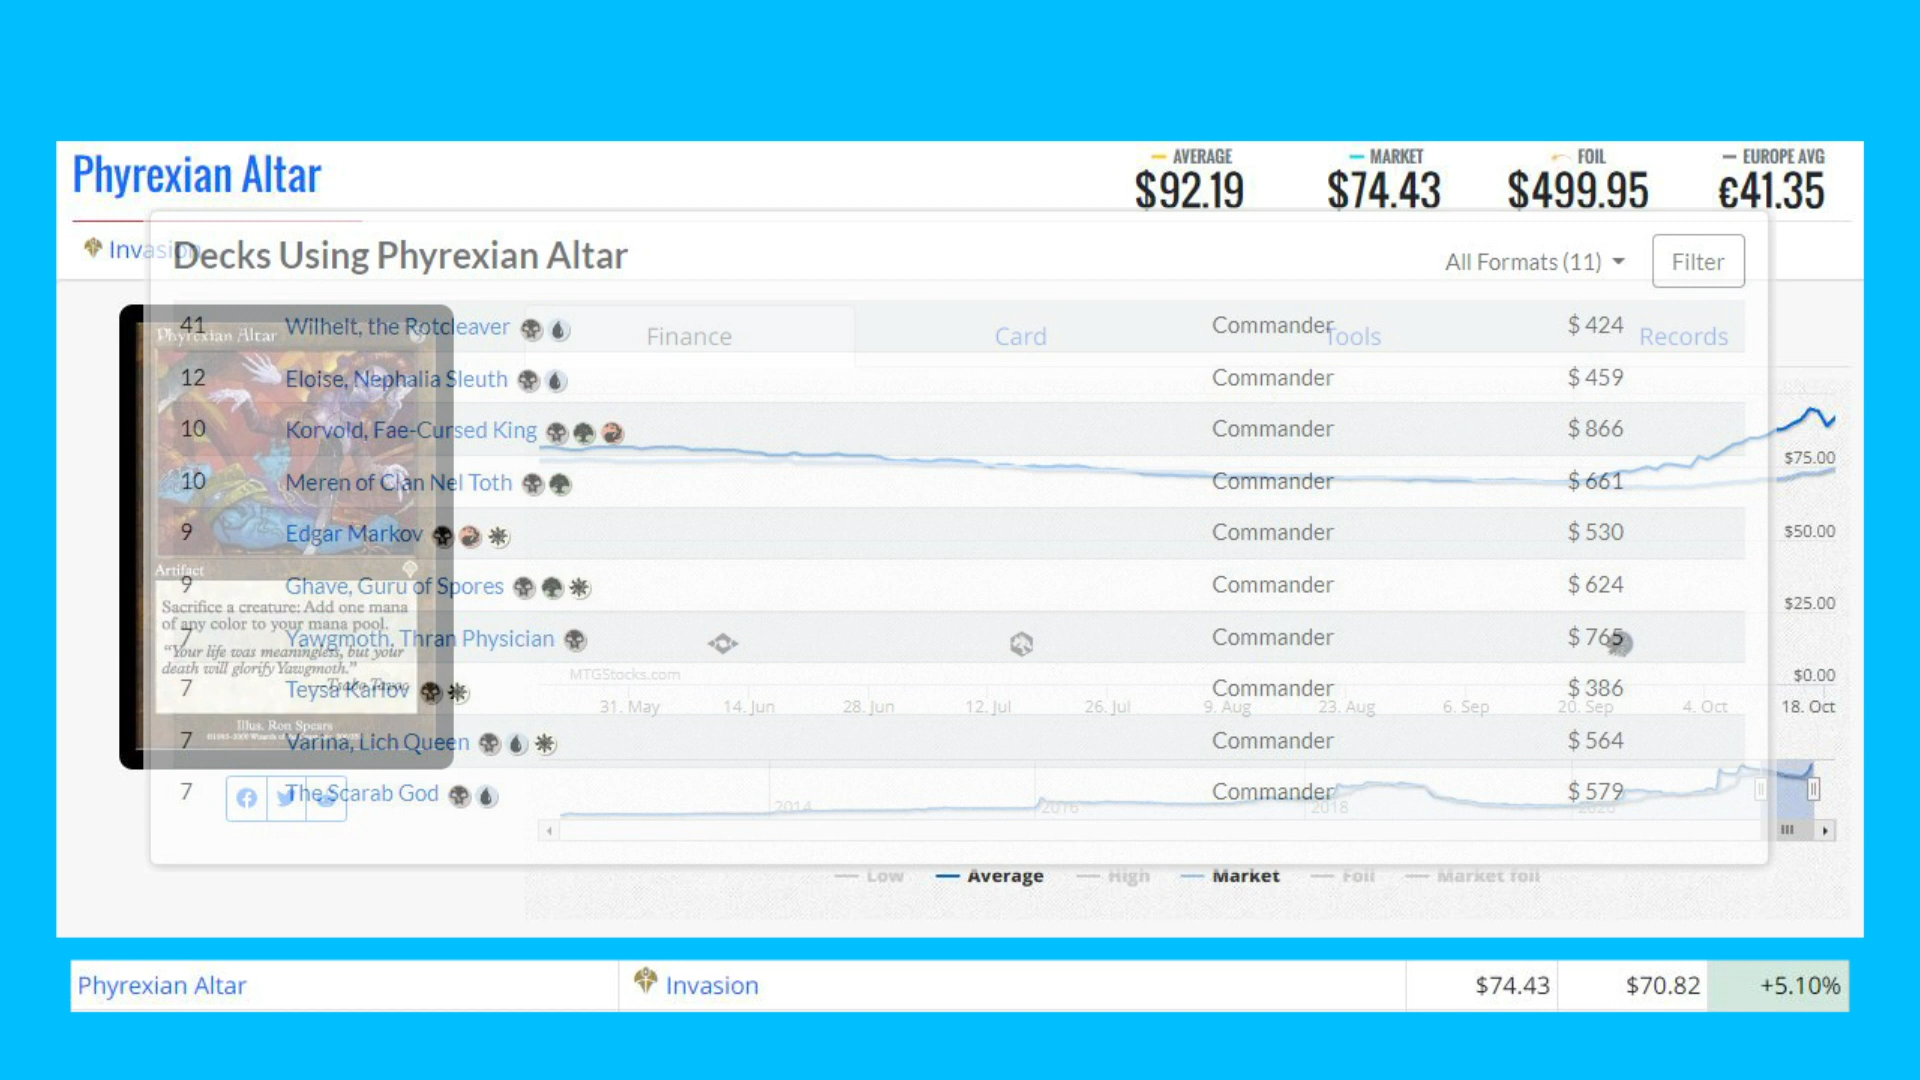 Phyrexian Altar
AVERAGE MARKET FOIL EUROPE AVG
$92.19 $74.43 $499.95 €41.35
Invasion
Decks Using Phyrexian Altar
All Formats (11) Filter
Finance Card Tools Records
41 Wilhelt, the Rotcleaver Commander $ 424
12 Eloise, Nephalia Sleuth Commander $ 459
10 Korvold, Fae-Cursed King Commander $ 866
10 Meren of Clan Nel Toth Commander $ 661
9 Edgar Markov Commander $ 530
9 Ghave, Guru of Spores Commander $ 624
7 Yawgmoth, Thran Physician Commander $ 765
7 Teysa Karlov Commander $ 386
7 Varina, Lich Queen Commander $ 564
7 The Scarab God Commander $ 579
Phyrexian Altar
Artifact
Sacrifice a creature: Add one mana
of any color to your mana pool.
“Your life was meaningless, but your
death will glorify Yawgmoth.”
Illus. Ron Spears
$75.00
$50.00
$25.00
$0.00
MTGStocks.com
31. May 14. Jun 28. Jun 12. Jul 26. Jul 9. Aug 23. Aug 6. Sep 20. Sep 4. Oct 18. Oct
2014 2016 2018 2020
Low Average High Market Foil Market foil
Phyrexian Altar Invasion $74.43 $70.82 +5.10%